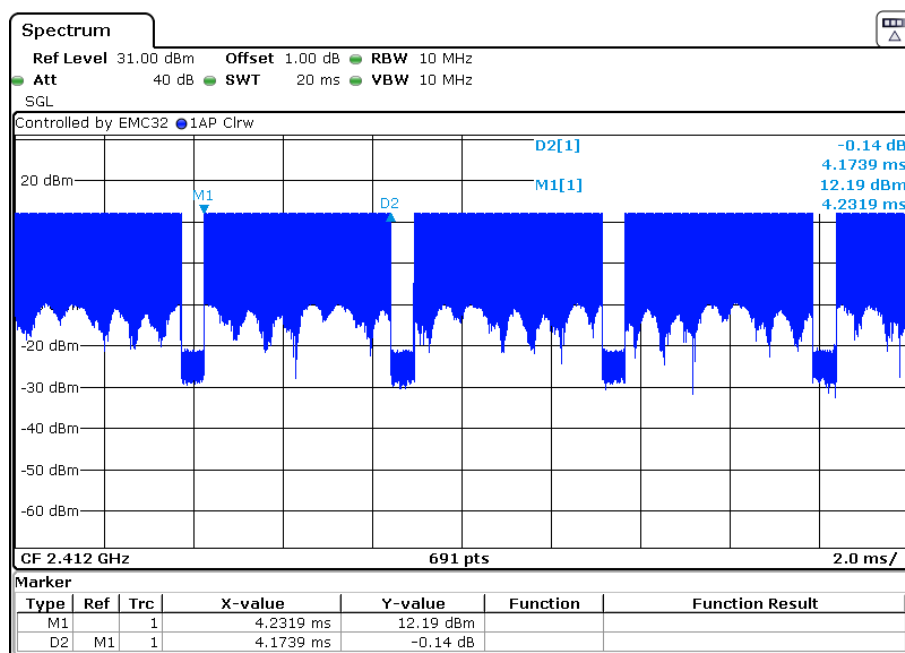 Spectrum
Ref Level 31.00 dBm Offset 1.00 dB RBW 10 MHz
Att 40 dB SWT 20 ms VBW 10 MHz
SGL
Controlled by EMC32 1AP Clrw
D2[1] -0.14 dB
4.1739 ms
20 dBm M1[1] 12.19 dBm
4.2319 ms
M1
D2
-20 dBm
-30 dBm
-40 dBm
-50 dBm
-60 dBm
CF 2.412 GHz 691 pts 2.0 ms/
Marker
Type Ref Trc X-value Y-value Function Function Result
M1 1 4.2319 ms 12.19 dBm
D2 M1 1 4.1739 ms -0.14 dB